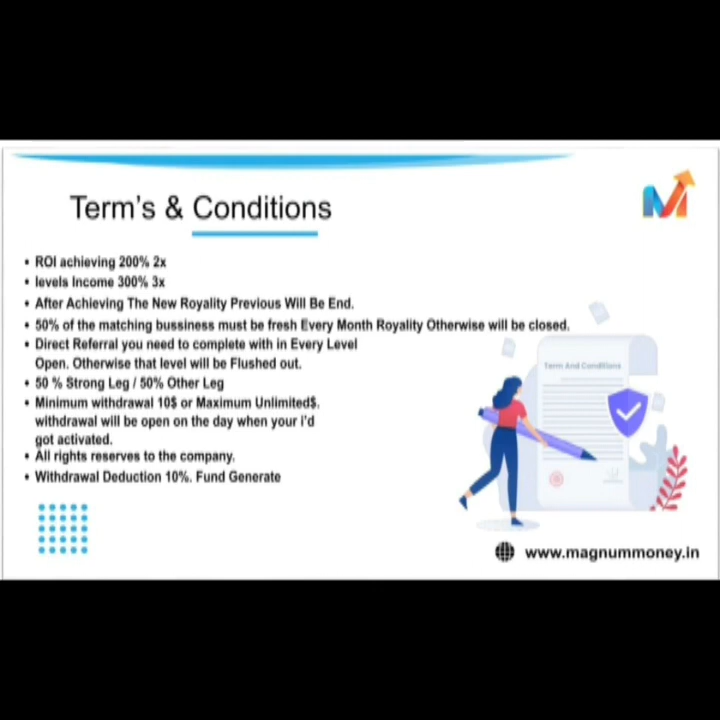 Term's & Conditions
• ROI achieving 200% 2x
• levels Income 300% 3x
• After Achieving The New Royality Previous Will Be End.
• 50% of the matching bussiness must be fresh Every Month Royality Otherwise will be closed.
• Direct Referral you need to complete with in Every Level
Open. Otherwise that level will be Flushed out.
• 50 % Strong Leg / 50% Other Leg
• Minimum withdrawal 10$ or Maximum Unlimited$.
withdrawal will be open on the day when your i'd
got activated.
• All rights reserves to the company.
• Withdrawal Deduction 10%. Fund Generate
Term And Conditions
www.magnummoney.in